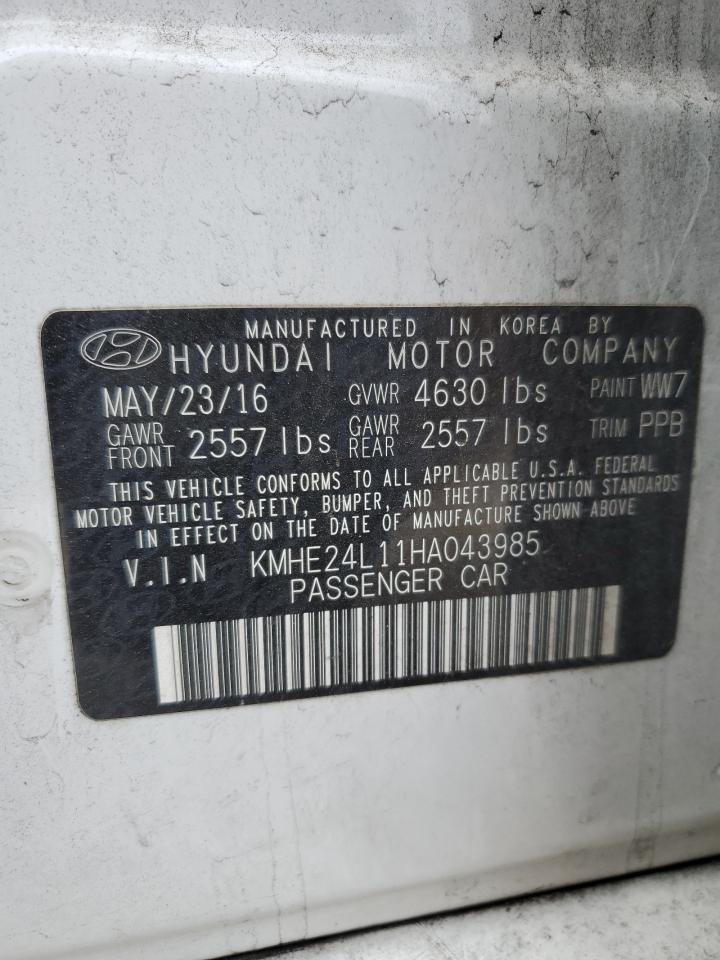 MANUFACTURED IN KOREA BY
HYUNDAI MOTOR COMPANY
MAY/23/16 GVWR 4630 lbs PAINT WW7
GAWR FRONT 2557 lbs GAWR REAR 2557 lbs TRIM PPB
THIS VEHICLE CONFORMS TO ALL APPLICABLE U.S.A. FEDERAL
MOTOR VEHICLE SAFETY, BUMPER, AND THEFT PREVENTION STANDARDS
IN EFFECT ON THE DATE OF MANUFACTURE SHOWN ABOVE
V.I.N KMHE24L11HA043985
PASSENGER CAR